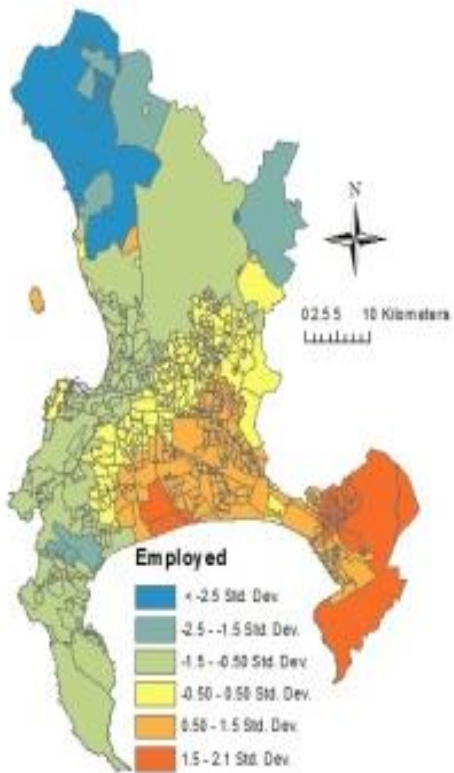 N
0 2.5 5 10 Kilometers
Employed
< -2.5 Std. Dev.
-2.5 - -1.5 Std. Dev.
-1.5 - -0.50 Std. Dev.
-0.50 - 0.50 Std. Dev.
0.50 - 1.5 Std. Dev.
1.5 - 2.1 Std. Dev.